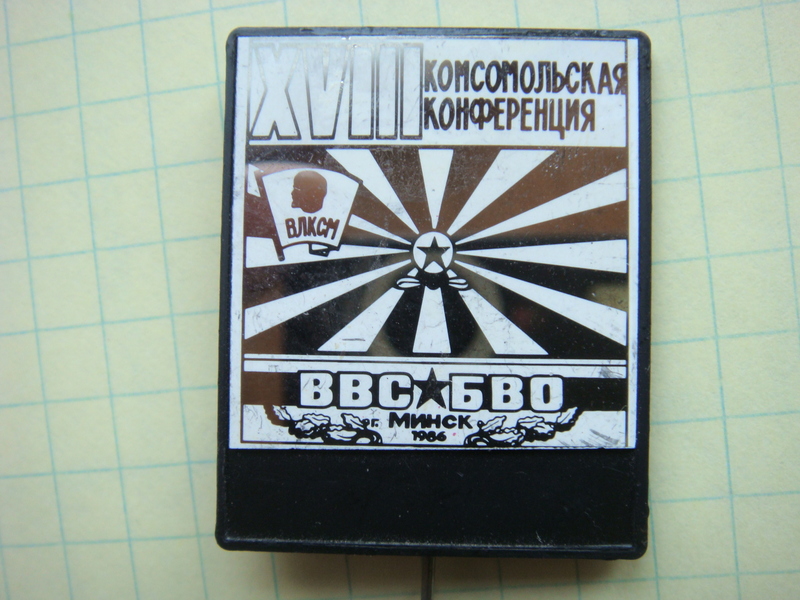 XVIII КОМСОМОЛЬСКАЯ
КОНФЕРЕНЦИЯ
ВЛКСМ
ВВС★БВО
г. МИНСК
1986